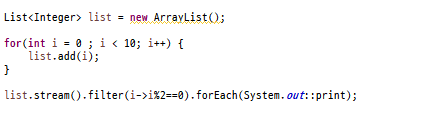 List<Integer> list = new ArrayList();
for(int i = 0 ; i < 10; i++) {
list.add(i);
}
list.stream().filter(i->i%2==0).forEach(System.out::print);